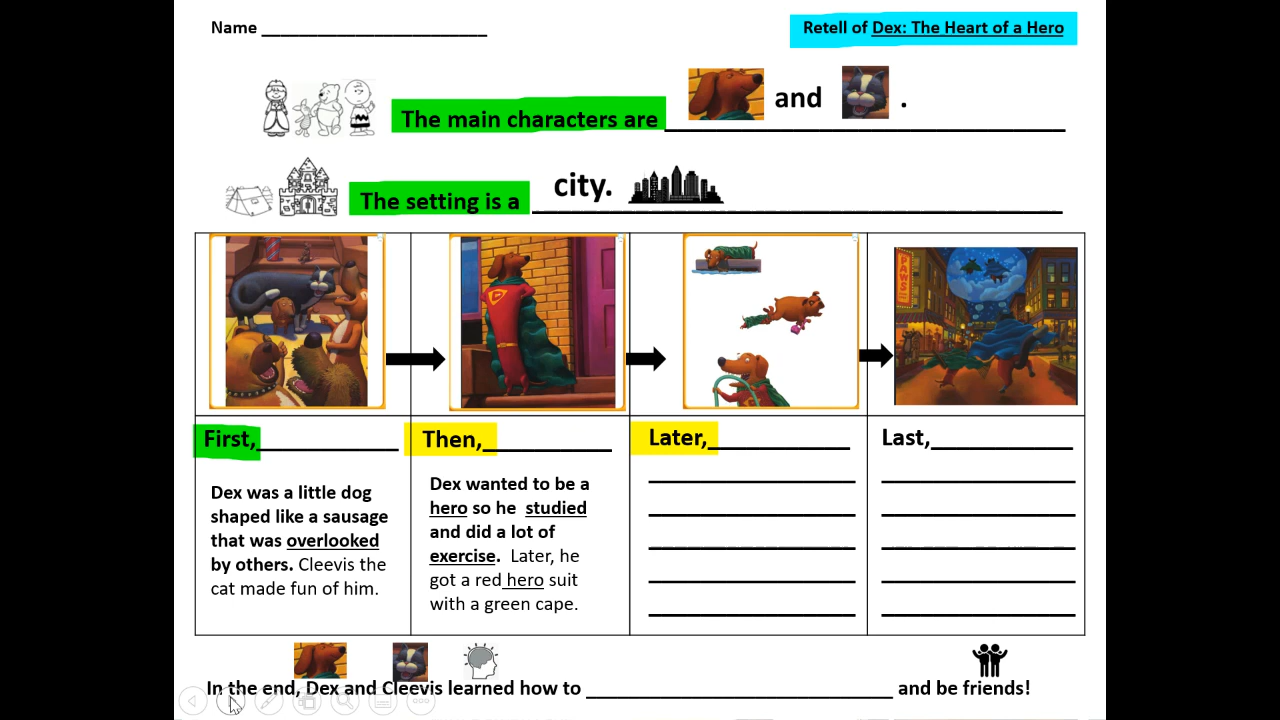 Name _______________________
Retell of Dex: The Heart of a Hero
The main characters are and .
The setting is a city.
PAWS
First,
Then,
Later,
Last,
Dex was a little dog
shaped like a sausage
that was overlooked
by others. Cleevis the
cat made fun of him.
Dex wanted to be a
hero so he studied
and did a lot of
exercise. Later, he
got a red hero suit
with a green cape.
In the end, Dex and Cleevis learned how to ______________________________ and be friends!